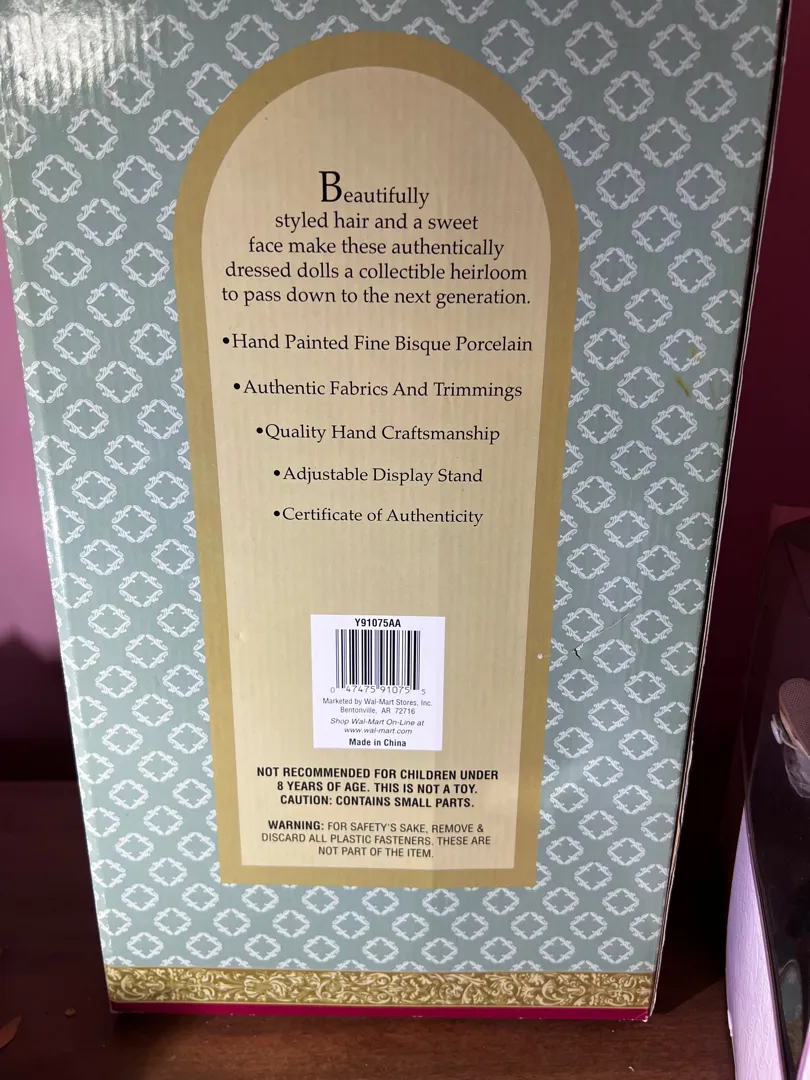 Beautifully
styled hair and a sweet
face make these authentically
dressed dolls a collectible heirloom
to pass down to the next generation.
•Hand Painted Fine Bisque Porcelain
•Authentic Fabrics And Trimmings
•Quality Hand Craftsmanship
•Adjustable Display Stand
•Certificate of Authenticity
Y91075AA
0 47475 91075 5
Marketed by Wal-Mart Stores, Inc.
Bentonville, AR 72716
Shop Wal-Mart On-Line at
www.wal-mart.com
Made in China
NOT RECOMMENDED FOR CHILDREN UNDER
8 YEARS OF AGE. THIS IS NOT A TOY.
CAUTION: CONTAINS SMALL PARTS.
WARNING: FOR SAFETY'S SAKE, REMOVE &
DISCARD ALL PLASTIC FASTENERS. THESE ARE
NOT PART OF THE ITEM.